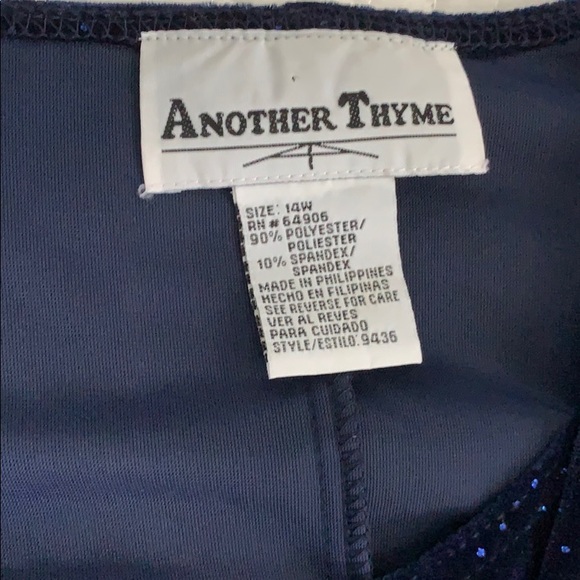 ANOTHER THYME
SIZE: 14W
RN # 64905
90% POLYESTER/
POLIESTER
10% SPANDEX/
SPANDEX
MADE IN PHILIPPINES
HECHO EN FILIPINAS
SEE REVERSE FOR CARE
VER AL REVES
PARA CUIDADO
STYLE/ESTILO:9436